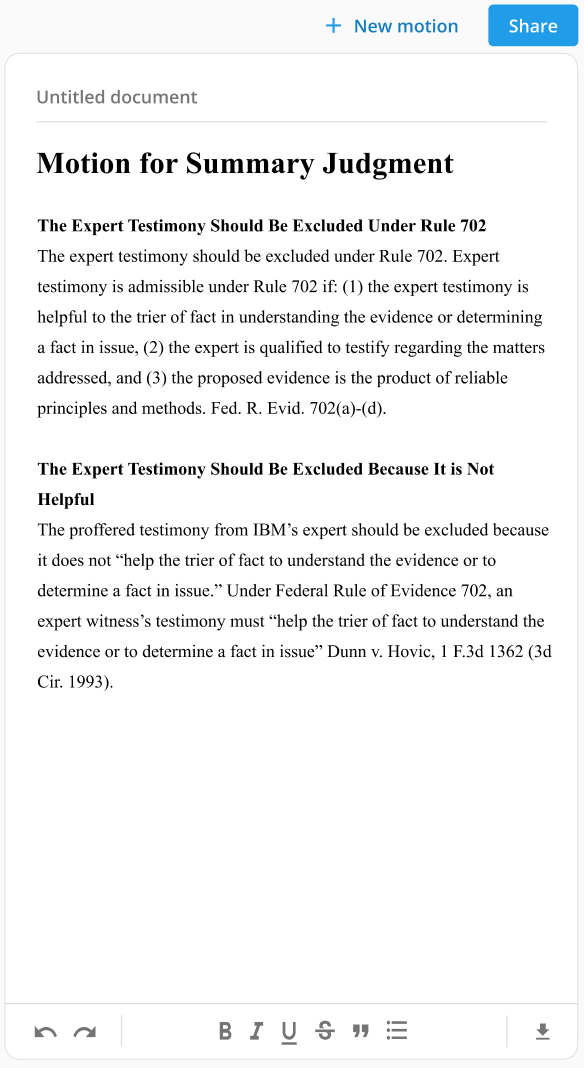 New motion
Share
Untitled document
Motion for Summary Judgment
The Expert Testimony Should Be Excluded Under Rule 702
The expert testimony should be excluded under Rule 702. Expert
testimony is admissible under Rule 702 if: (1) the expert testimony is
helpful to the trier of fact in understanding the evidence or determining
a fact in issue, (2) the expert is qualified to testify regarding the matters
addressed, and (3) the proposed evidence is the product of reliable
principles and methods. Fed. R. Evid. 702(a)-(d).
The Expert Testimony Should Be Excluded Because It is Not
Helpful
The proffered testimony from IBM’s expert should be excluded because
it does not “help the trier of fact to understand the evidence or to
determine a fact in issue.” Under Federal Rule of Evidence 702, an
expert witness’s testimony must “help the trier of fact to understand the
evidence or to determine a fact in issue” Dunn v. Hovic, 1 F.3d 1362 (3d
Cir. 1993).
B I U S